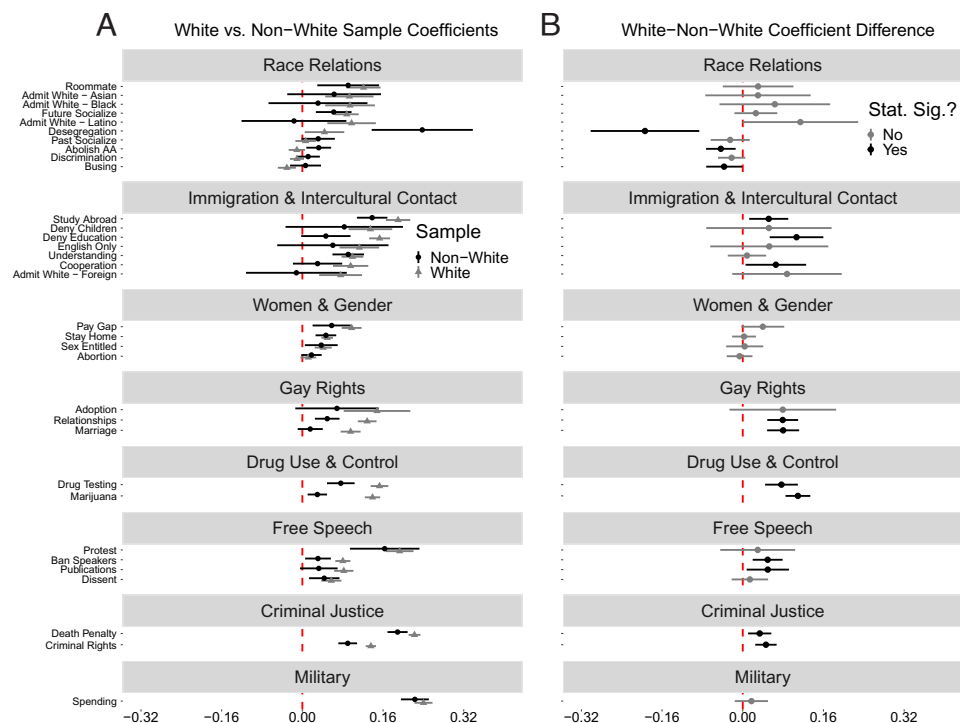 A
White vs. Non−White Sample Coefficients
Race Relations
Roommate
Admit White − Asian
Admit White − Black
Future Socialize
Admit White − Latino
Desegregation
Past Socialize
Abolish AA
Discrimination
Busing
Immigration & Intercultural Contact
Study Abroad
Deny Children
Deny Education
English Only
Understanding
Cooperation
Admit White − Foreign
Sample
Non−White
White
Women & Gender
Pay Gap
Stay Home
Sex Entitled
Abortion
Gay Rights
Adoption
Relationships
Marriage
Drug Use & Control
Drug Testing
Marijuana
Free Speech
Protest
Ban Speakers
Publications
Dissent
Criminal Justice
Death Penalty
Criminal Rights
Military
Spending
−0.32 −0.16 0.00 0.16 0.32
B
White−Non−White Coefficient Difference
Race Relations
Stat. Sig.?
No
Yes
Immigration & Intercultural Contact
Women & Gender
Gay Rights
Drug Use & Control
Free Speech
Criminal Justice
Military
−0.32 −0.16 0.00 0.16 0.32